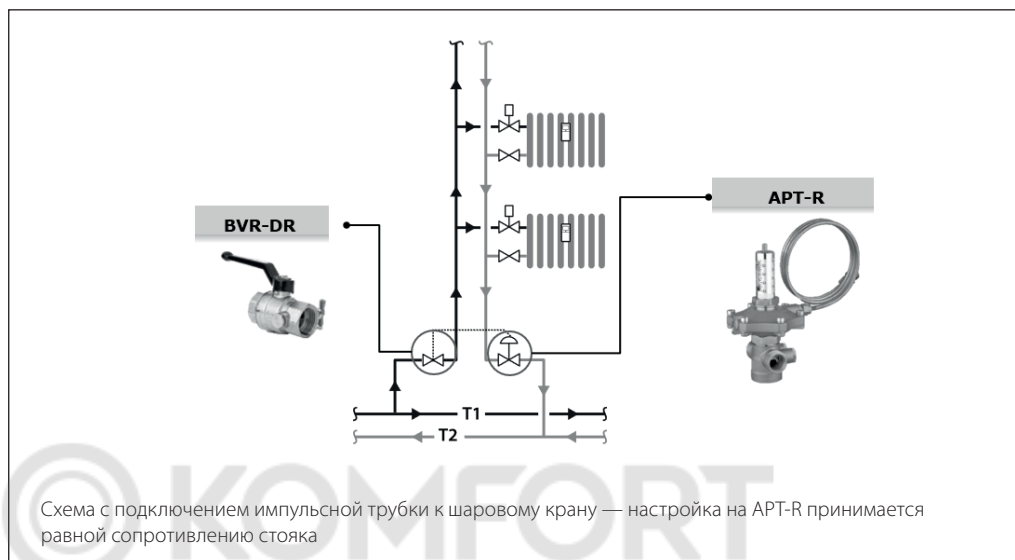 BVR-DR
APT-R
T1
T2
KOMFORT
Схема с подключением импульсной трубки к шаровому крану — настройка на APT-R принимается
равной сопротивлению стояка